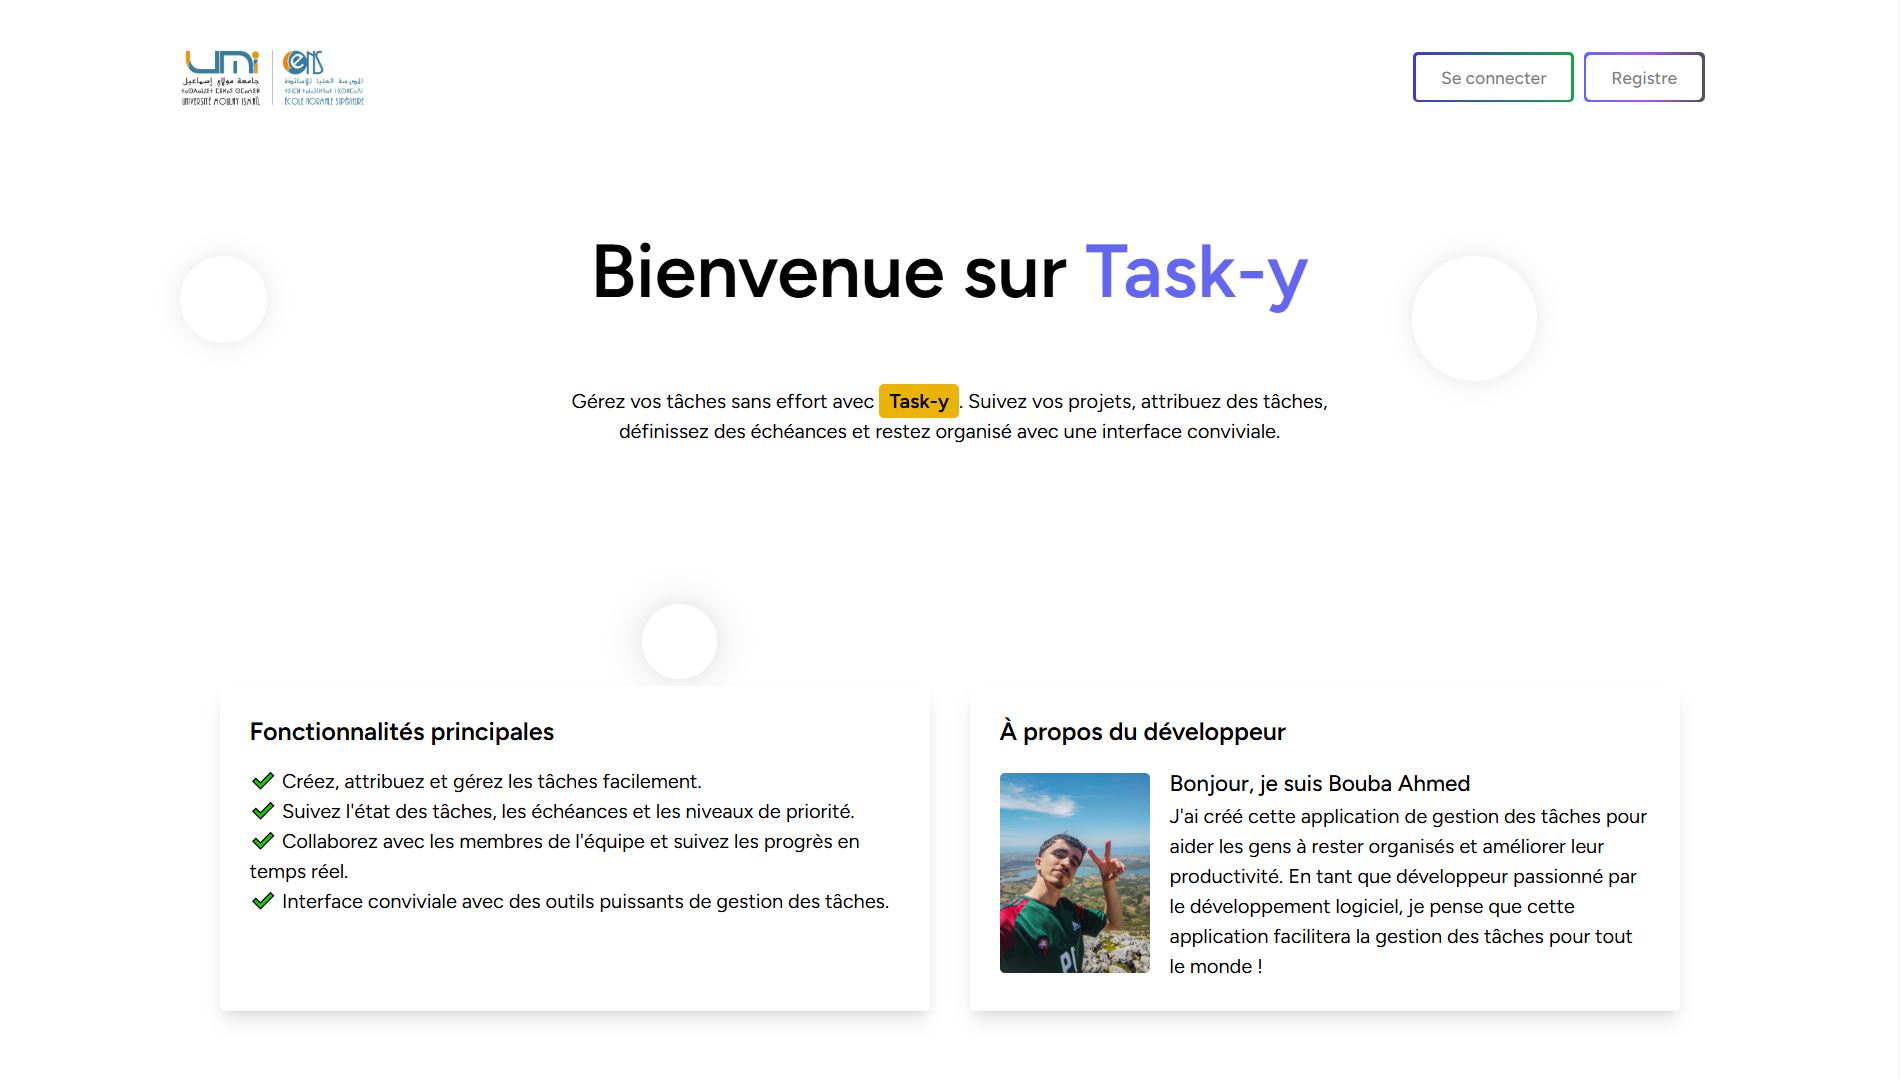 جامعة مولاي إسماعيل
UNIVERSITÉ MOULAY ISMAÏL
المدرسة العليا للأساتذة
ÉCOLE NORMALE SUPÉRIEURE
Se connecter
Registre
Bienvenue sur Task-y
Gérez vos tâches sans effort avec Task-y. Suivez vos projets, attribuez des tâches,
définissez des échéances et restez organisé avec une interface conviviale.
Fonctionnalités principales
Créez, attribuez et gérez les tâches facilement.
Suivez l'état des tâches, les échéances et les niveaux de priorité.
Collaborez avec les membres de l'équipe et suivez les progrès en
temps réel.
Interface conviviale avec des outils puissants de gestion des tâches.
À propos du développeur
Bonjour, je suis Bouba Ahmed
J'ai créé cette application de gestion des tâches pour
aider les gens à rester organisés et améliorer leur
productivité. En tant que développeur passionné par
le développement logiciel, je pense que cette
application facilitera la gestion des tâches pour tout
le monde !